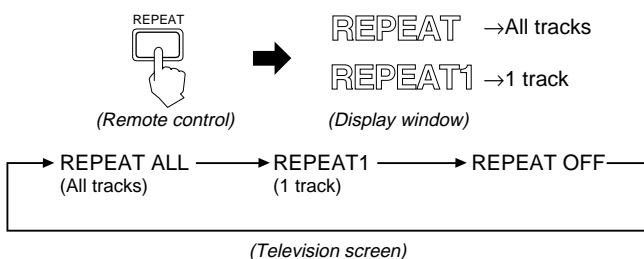 REPEAT
REPEAT →All tracks
REPEAT1 →1 track
(Remote control) (Display window)
REPEAT ALL REPEAT1 REPEAT OFF
(All tracks) (1 track)
(Television screen)